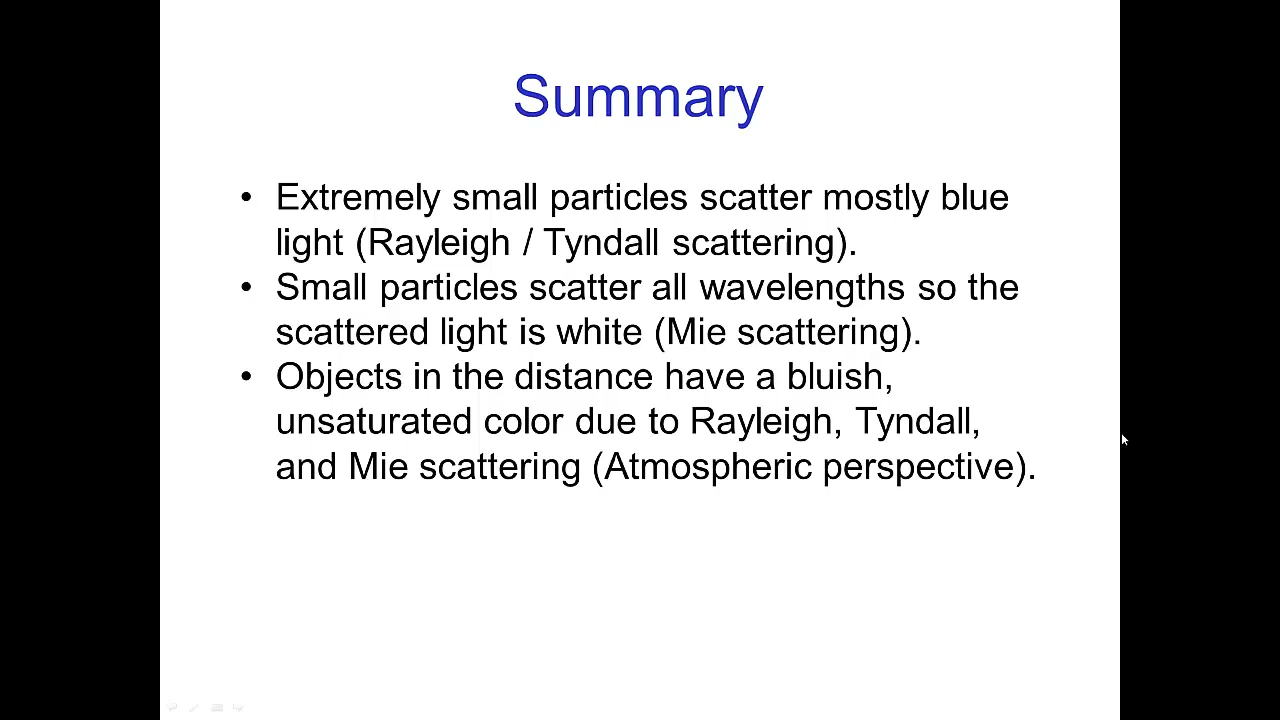 Summary
• Extremely small particles scatter mostly blue
light (Rayleigh / Tyndall scattering).
• Small particles scatter all wavelengths so the
scattered light is white (Mie scattering).
• Objects in the distance have a bluish,
unsaturated color due to Rayleigh, Tyndall,
and Mie scattering (Atmospheric perspective).